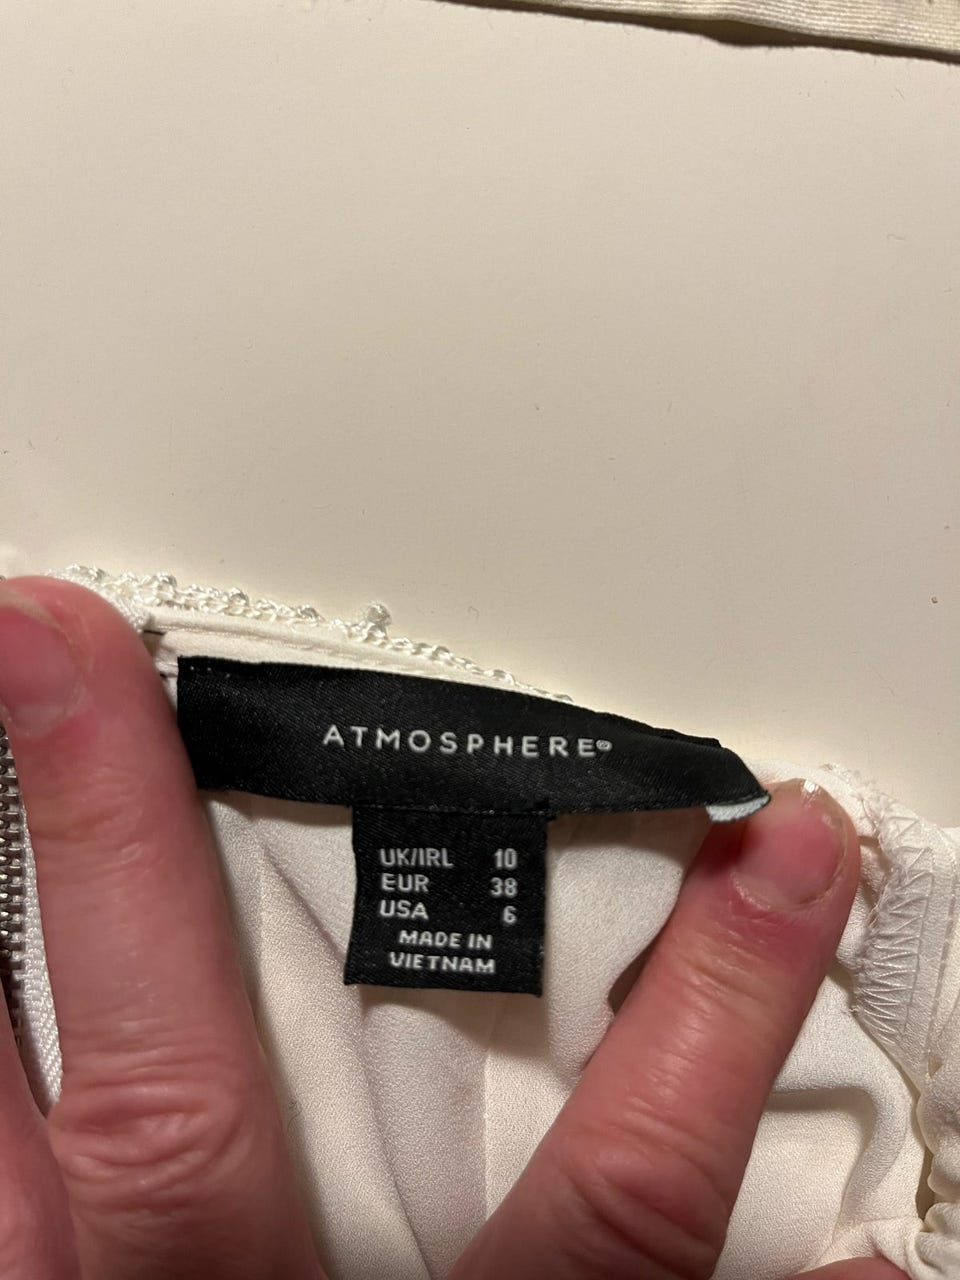 ATMOSPHERE®
UK/IRL 10
EUR 38
USA 6
MADE IN
VIETNAM